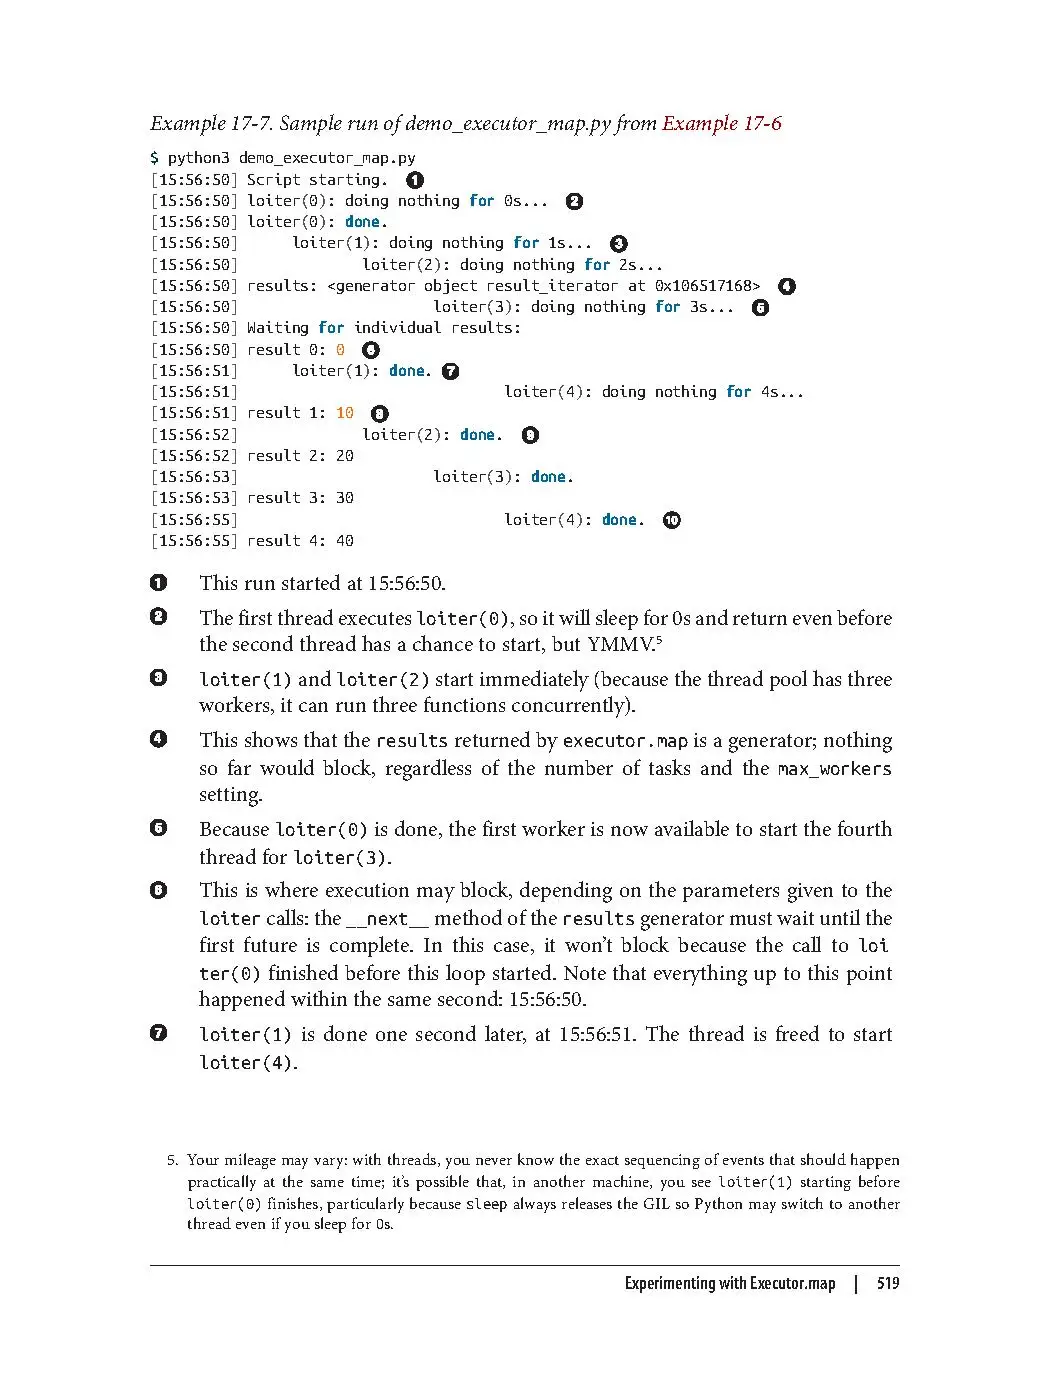 Example 17-7. Sample run of demo_executor_map.py from Example 17-6
$ python3 demo_executor_map.py
[15:56:50] Script starting. ❶
[15:56:50] loiter(0): doing nothing for 0s... ❷
[15:56:50] loiter(0): done.
[15:56:50]      loiter(1): doing nothing for 1s... ❸
[15:56:50]              loiter(2): doing nothing for 2s...
[15:56:50] results: <generator object result_iterator at 0x106517168> ❹
[15:56:50]                      loiter(3): doing nothing for 3s... ❺
[15:56:50] Waiting for individual results:
[15:56:50] result 0: 0 ❻
[15:56:51]      loiter(1): done. ❼
[15:56:51]                              loiter(4): doing nothing for 4s...
[15:56:51] result 1: 10 ❽
[15:56:52]              loiter(2): done. ❾
[15:56:52] result 2: 20
[15:56:53]                      loiter(3): done.
[15:56:53] result 3: 30
[15:56:55]                              loiter(4): done. ❿
[15:56:55] result 4: 40
❶ This run started at 15:56:50.
❷ The first thread executes loiter(0), so it will sleep for 0s and return even before
the second thread has a chance to start, but YMMV.⁵
❸ loiter(1) and loiter(2) start immediately (because the thread pool has three
workers, it can run three functions concurrently).
❹ This shows that the results returned by executor.map is a generator; nothing
so far would block, regardless of the number of tasks and the max_workers
setting.
❺ Because loiter(0) is done, the first worker is now available to start the fourth
thread for loiter(3).
❻ This is where execution may block, depending on the parameters given to the
loiter calls: the __next__ method of the results generator must wait until the
first future is complete. In this case, it won’t block because the call to loi
ter(0) finished before this loop started. Note that everything up to this point
happened within the same second: 15:56:50.
❼ loiter(1) is done one second later, at 15:56:51. The thread is freed to start
loiter(4).
5. Your mileage may vary: with threads, you never know the exact sequencing of events that should happen
practically at the same time; it’s possible that, in another machine, you see loiter(1) starting before
loiter(0) finishes, particularly because sleep always releases the GIL so Python may switch to another
thread even if you sleep for 0s.
Experimenting with Executor.map | 519